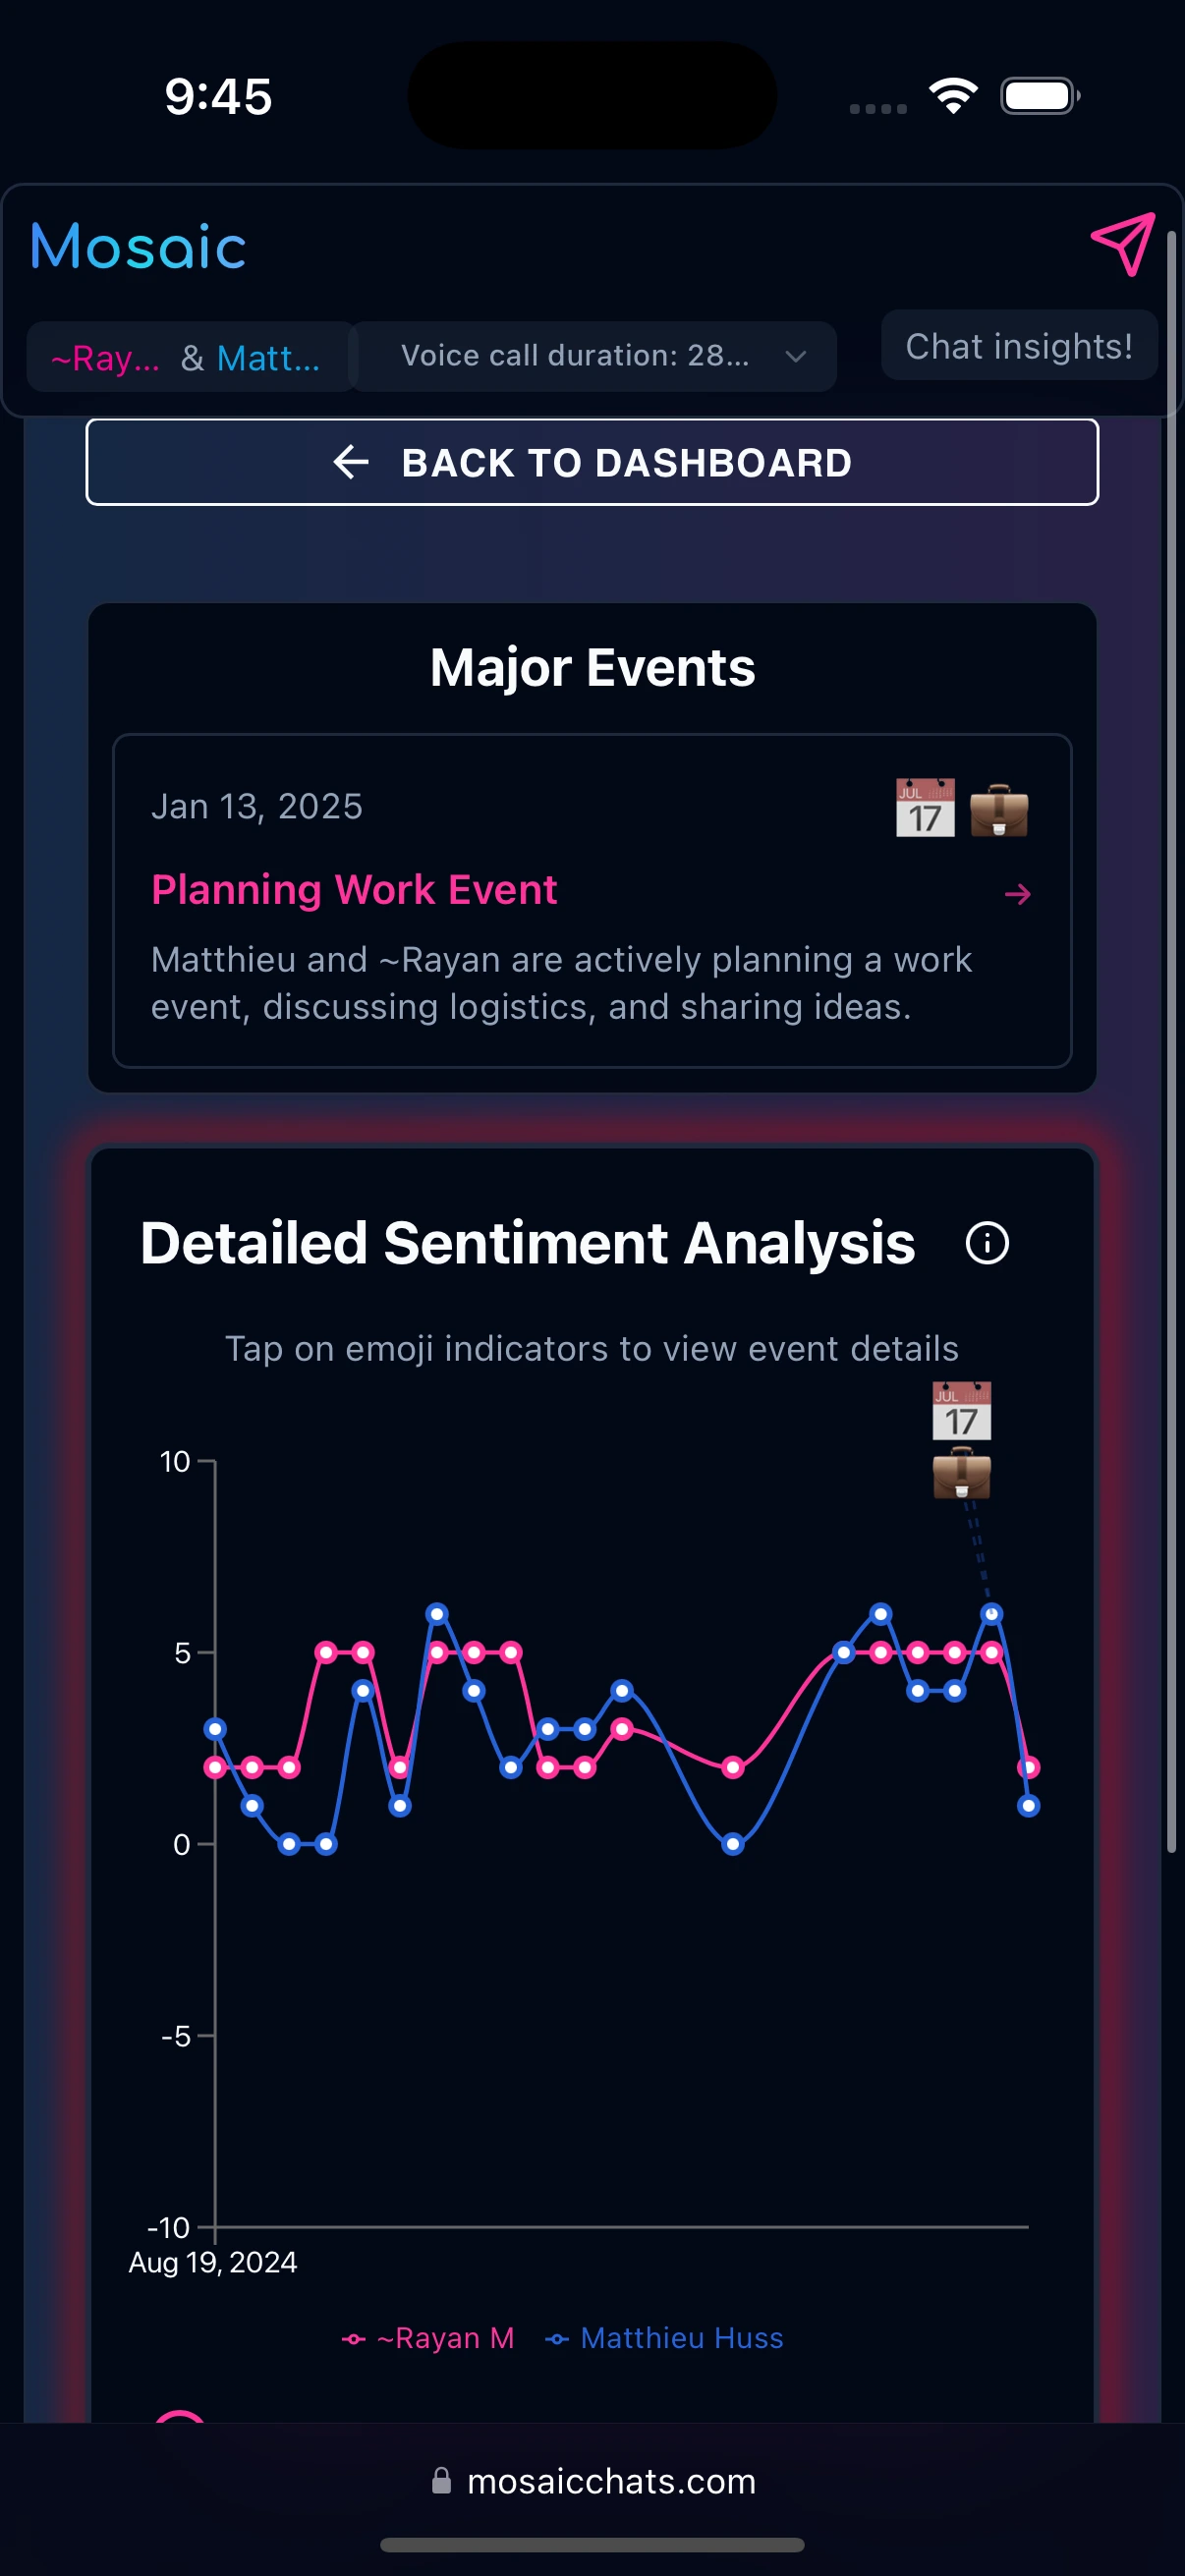 9:45
Mosaic
~Ray... & Matt...
Voice call duration: 28...
Chat insights!
← BACK TO DASHBOARD
Major Events
Jan 13, 2025
JUL
17
Planning Work Event →
Matthieu and ~Rayan are actively planning a work
event, discussing logistics, and sharing ideas.
Detailed Sentiment Analysis
Tap on emoji indicators to view event details
JUL
17
10
5
0
-5
-10
Aug 19, 2024
~Rayan M
Matthieu Huss
mosaicchats.com